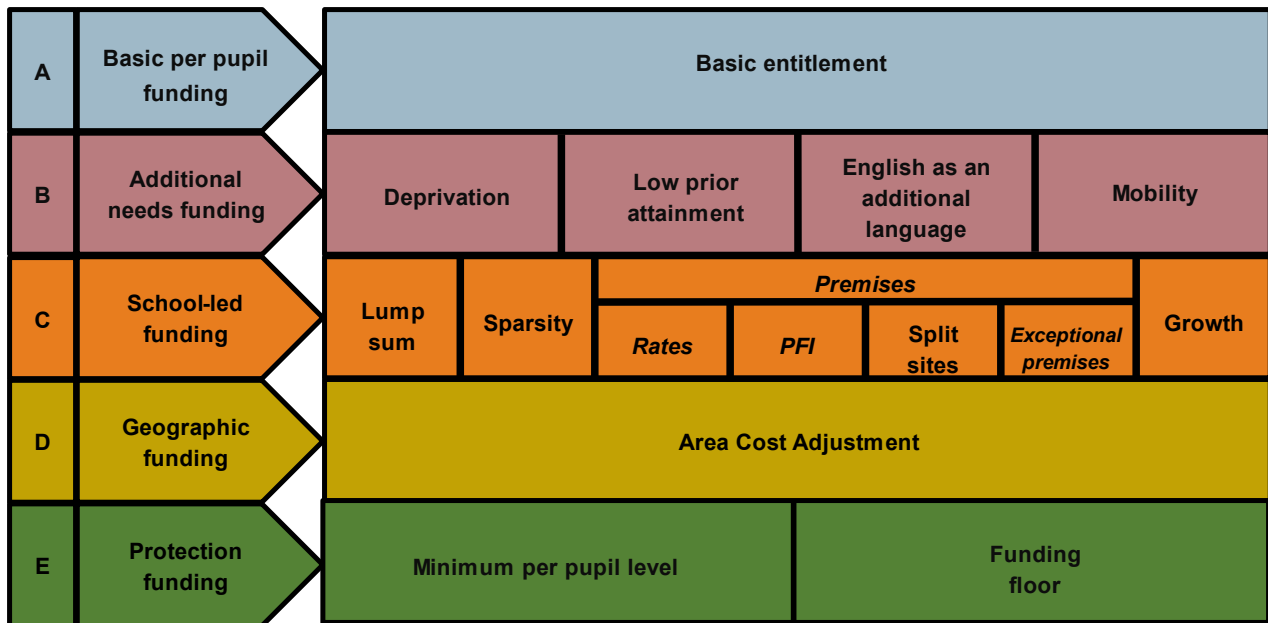 A
Basic per pupil
funding
Basic entitlement
B
Additional
needs funding
Deprivation
Low prior
attainment
English as an
additional
language
Mobility
C
School-led
funding
Lump
sum
Sparsity
Premises
Rates
PFI
Split
sites
Exceptional
premises
Growth
D
Geographic
funding
Area Cost Adjustment
E
Protection
funding
Minimum per pupil level
Funding
floor